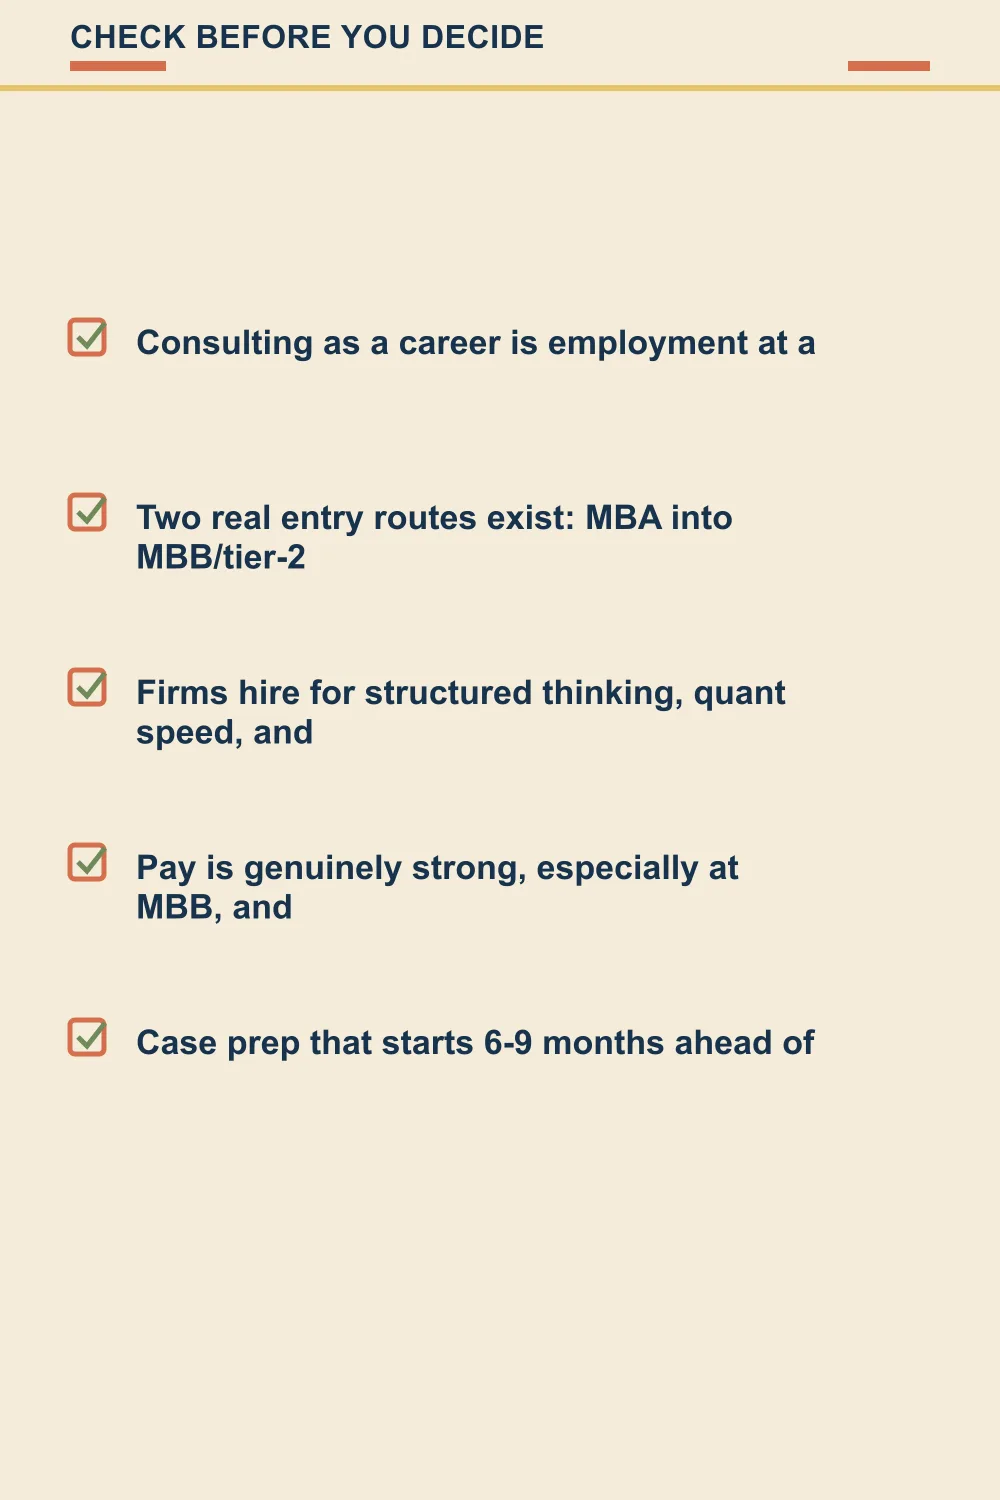 CHECK BEFORE YOU DECIDE
Consulting as a career is employment at a
Two real entry routes exist: MBA into
MBB/tier-2
Firms hire for structured thinking, quant
speed, and
Pay is genuinely strong, especially at
MBB, and
Case prep that starts 6-9 months ahead of